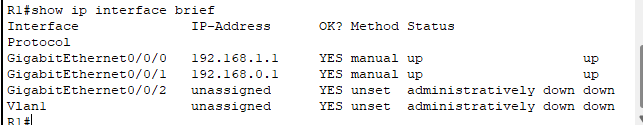 R1#show ip interface brief
Interface IP-Address OK? Method Status
Protocol
GigabitEthernet0/0/0 192.168.1.1 YES manual up up
GigabitEthernet0/0/1 192.168.0.1 YES manual up up
GigabitEthernet0/0/2 unassigned YES unset administratively down down
Vlan1 unassigned YES unset administratively down down
R1#